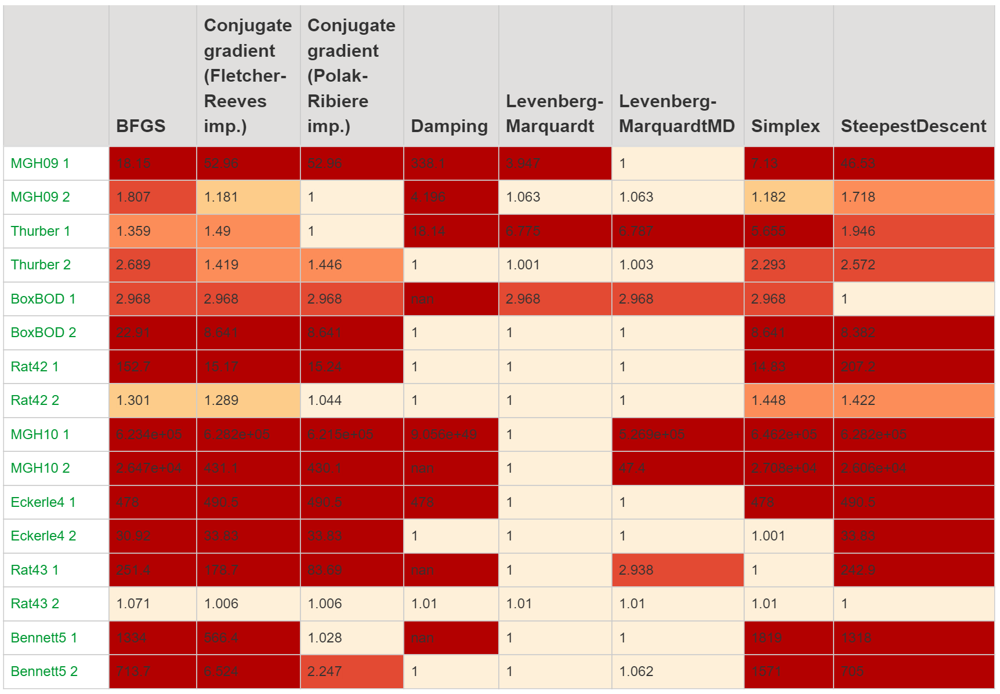 BFGS Conjugate gradient (Fletcher-Reeves imp.) Conjugate gradient (Polak-Ribiere imp.) Damping Levenberg-Marquardt Levenberg-MarquardtMD Simplex SteepestDescent
MGH09 1 18.15 52.96 52.96 338.1 3.947 1 7.13 46.53
MGH09 2 1.807 1.181 1 4.196 1.063 1.063 1.182 1.718
Thurber 1 1.359 1.49 1 18.14 6.775 6.787 5.655 1.946
Thurber 2 2.689 1.419 1.446 1 1.001 1.003 2.293 2.572
BoxBOD 1 2.968 2.968 2.968 nan 2.968 2.968 2.968 1
BoxBOD 2 22.91 8.641 8.641 1 1 1 8.641 8.382
Rat42 1 152.7 15.17 15.24 1 1 1 14.83 207.2
Rat42 2 1.301 1.289 1.044 1 1 1 1.448 1.422
MGH10 1 6.234e+05 6.282e+05 6.215e+05 9.056e+49 1 5.269e+05 6.462e+05 6.282e+05
MGH10 2 2.647e+04 431.1 430.1 nan 1 47.4 2.708e+04 2.606e+04
Eckerle4 1 478 490.5 490.5 478 1 1 478 490.5
Eckerle4 2 30.92 33.83 33.83 1 1 1 1.001 33.83
Rat43 1 251.4 178.7 83.69 nan 1 2.938 1 242.9
Rat43 2 1.071 1.006 1.006 1.01 1.01 1.01 1.01 1
Bennett5 1 1334 566.4 1.028 nan 1 1 1819 1318
Bennett5 2 713.7 6.524 2.247 1 1 1.062 1571 705